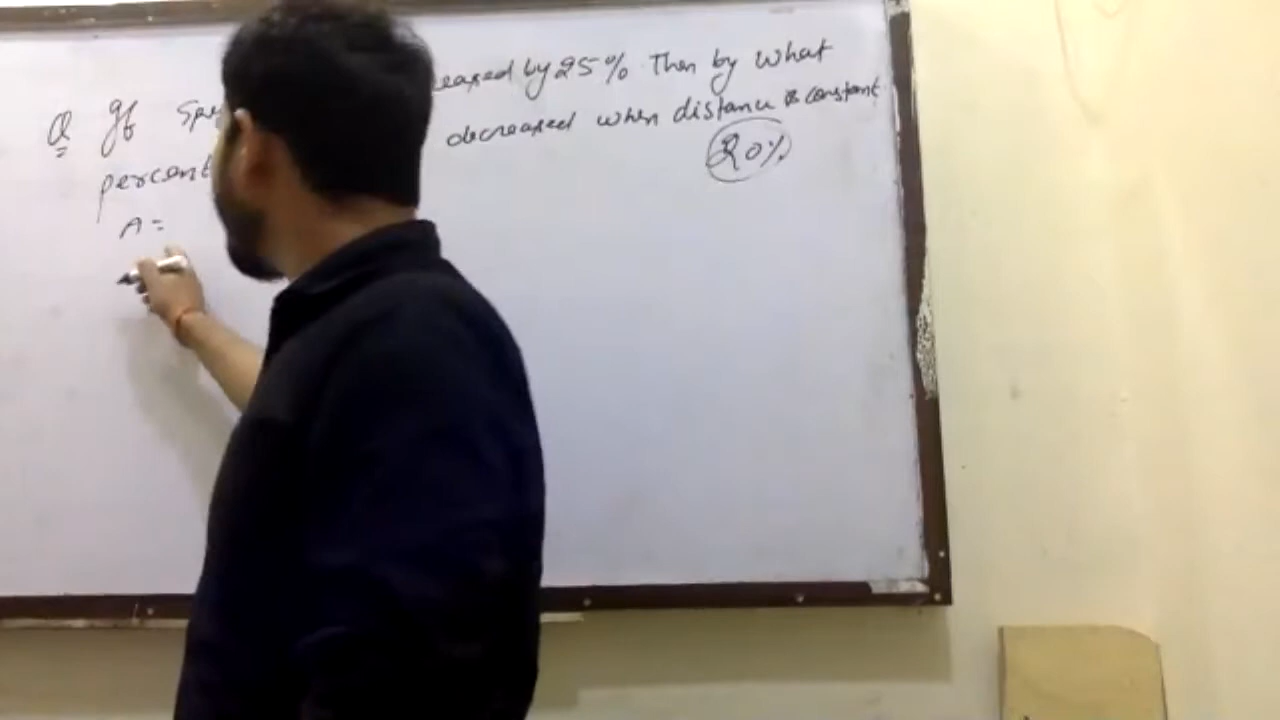 Q If Spe eased by 25% Then by what
percent decreased when distance is constant
20%
A =